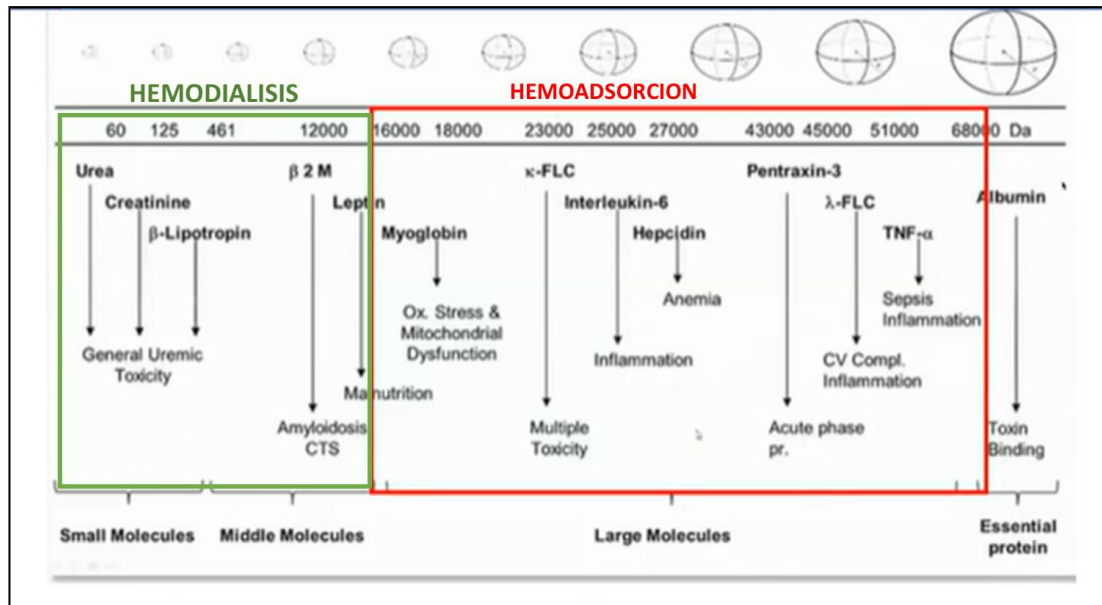 HEMODIALISIS
HEMOADSORCION
60 125 461 12000 16000 18000 23000 25000 27000 43000 45000 51000 68000 Da
Urea β 2 M κ-FLC Pentraxin-3
Creatinine Leptin Interleukin-6 λ-FLC Albumin
β-Lipotropin Myoglobin Hepcidin TNF-α
Anemia Sepsis
Ox. Stress & Inflammation
Mitochondrial
General Uremic Dysfunction Inflammation CV Compl.
Toxicity Inflammation
Malnutrition
Amyloidosis Multiple Acute phase Toxin
CTS Toxicity pr. Binding
Small Molecules Middle Molecules Large Molecules Essential
protein